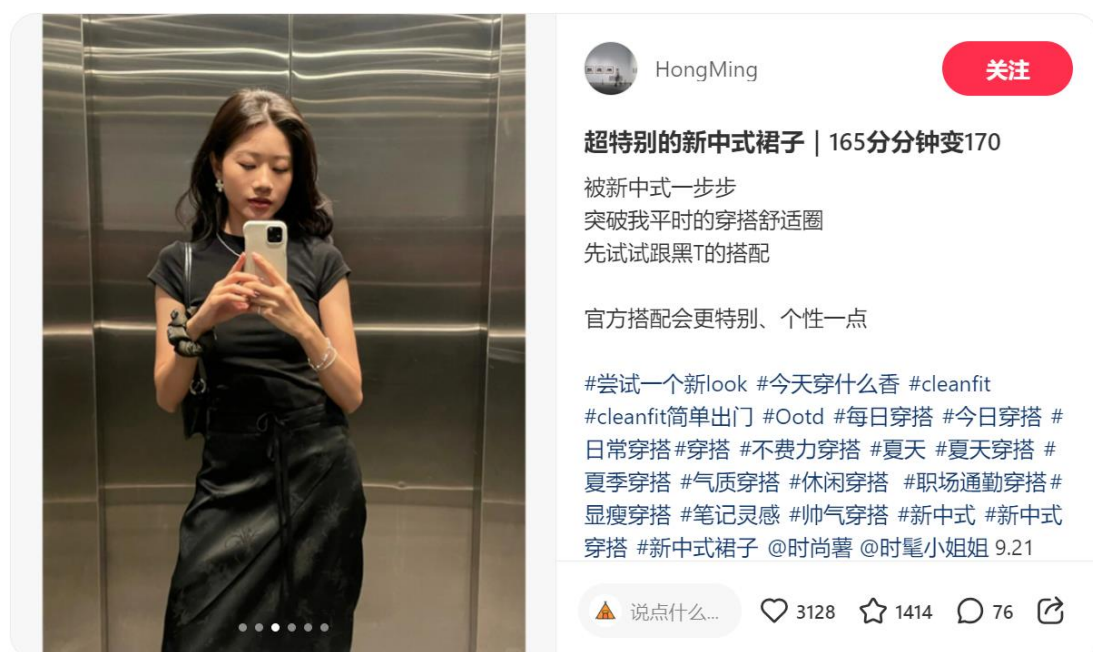 HongMing
关注
超特别的新中式裙子｜165分分钟变170
被新中式一步步
突破我平时的穿搭舒适圈
先试试跟黑T的搭配
官方搭配会更特别、个性一点
#尝试一个新look #今天穿什么香 #cleanfit
#cleanfit简单出门 #Ootd #每日穿搭 #今日穿搭 #
日常穿搭#穿搭 #不费力穿搭 #夏天 #夏天穿搭 #
夏季穿搭 #气质穿搭 #休闲穿搭 #职场通勤穿搭#
显瘦穿搭 #笔记灵感 #帅气穿搭 #新中式 #新中式
穿搭 #新中式裙子 @时尚薯 @时髦小姐姐 9.21
说点什么... 3128 1414 76